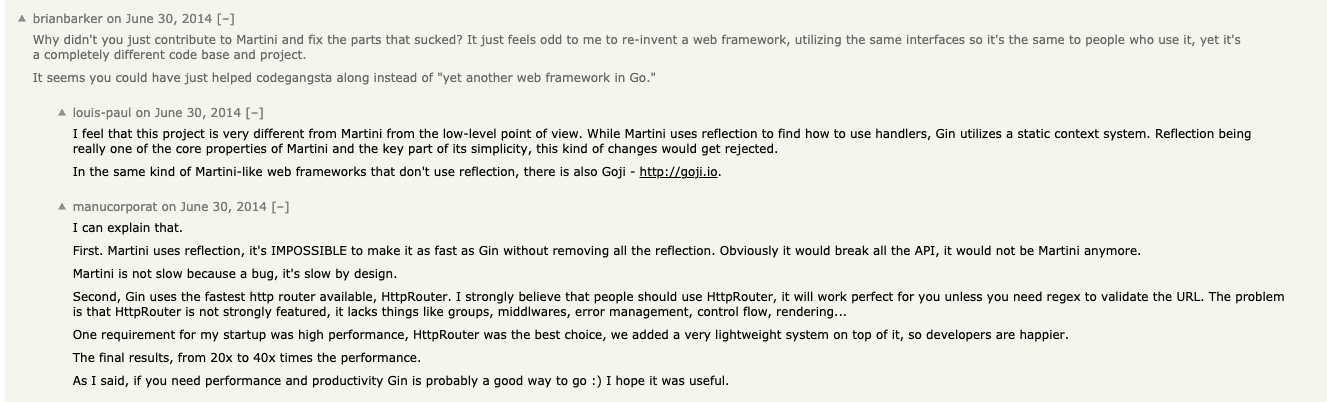 brianbarker on June 30, 2014 [–]
Why didn't you just contribute to Martini and fix the parts that sucked? It just feels odd to me to re-invent a web framework, utilizing the same interfaces so it's the same to people who use it, yet it's
a completely different code base and project.
It seems you could have just helped codegangsta along instead of "yet another web framework in Go."
louis-paul on June 30, 2014 [–]
I feel that this project is very different from Martini from the low-level point of view. While Martini uses reflection to find how to use handlers, Gin utilizes a static context system. Reflection being
really one of the core properties of Martini and the key part of its simplicity, this kind of changes would get rejected.
In the same kind of Martini-like web frameworks that don't use reflection, there is also Goji - http://goji.io.
manucorporat on June 30, 2014 [–]
I can explain that.
First. Martini uses reflection, it's IMPOSSIBLE to make it as fast as Gin without removing all the reflection. Obviously it would break all the API, it would not be Martini anymore.
Martini is not slow because a bug, it's slow by design.
Second, Gin uses the fastest http router available, HttpRouter. I strongly believe that people should use HttpRouter, it will work perfect for you unless you need regex to validate the URL. The problem
is that HttpRouter is not strongly featured, it lacks things like groups, middlwares, error management, control flow, rendering...
One requirement for my startup was high performance, HttpRouter was the best choice, we added a very lightweight system on top of it, so developers are happier.
The final results, from 20x to 40x times the performance.
As I said, if you need performance and productivity Gin is probably a good way to go :) I hope it was useful.